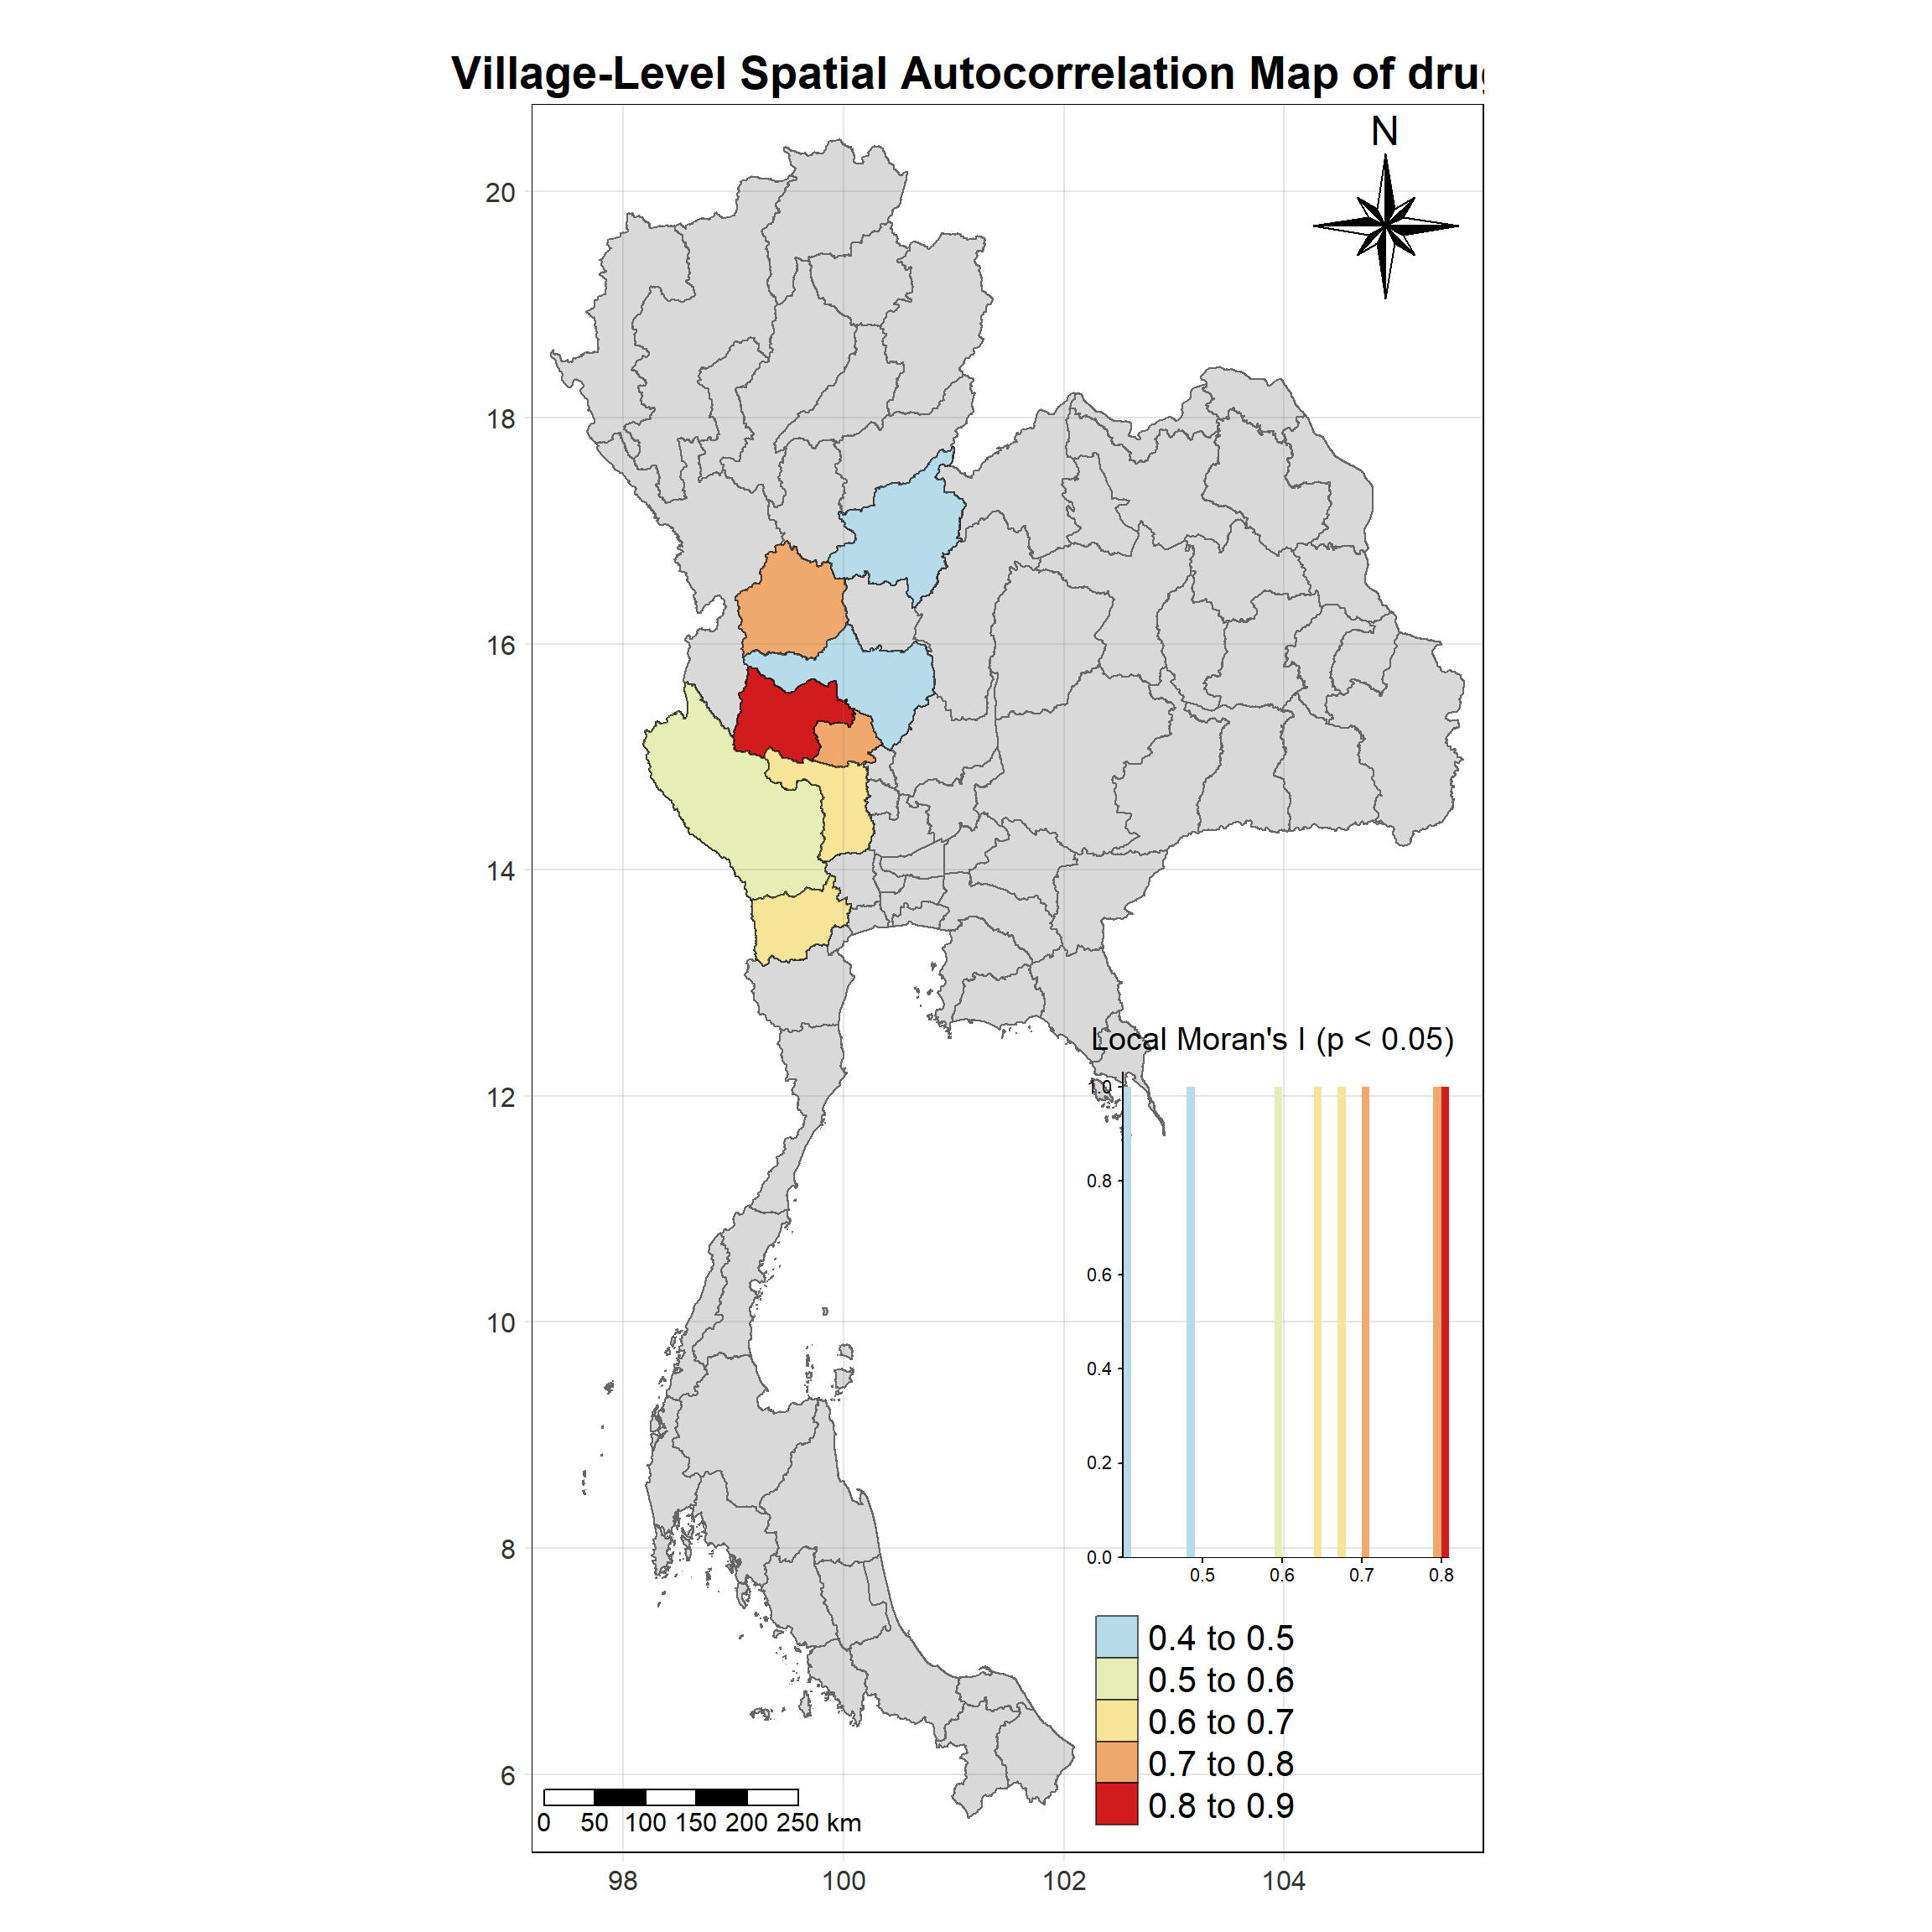 Village-Level Spatial Autocorrelation Map of drug
N
20
18
16
14
12
10
8
6
98 100 102 104
Local Moran's I (p < 0.05)
1.0
0.8
0.6
0.4
0.2
0.0
0.5 0.6 0.7 0.8
0.4 to 0.5
0.5 to 0.6
0.6 to 0.7
0.7 to 0.8
0.8 to 0.9
0 50 100 150 200 250 km